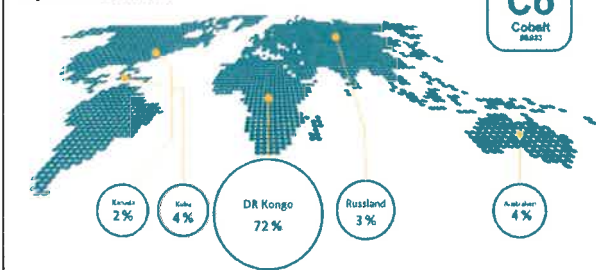 Co
Cobalt
Kanada
2%
Kuba
4%
DR Kongo
72%
Russland
3%
Australien
4%